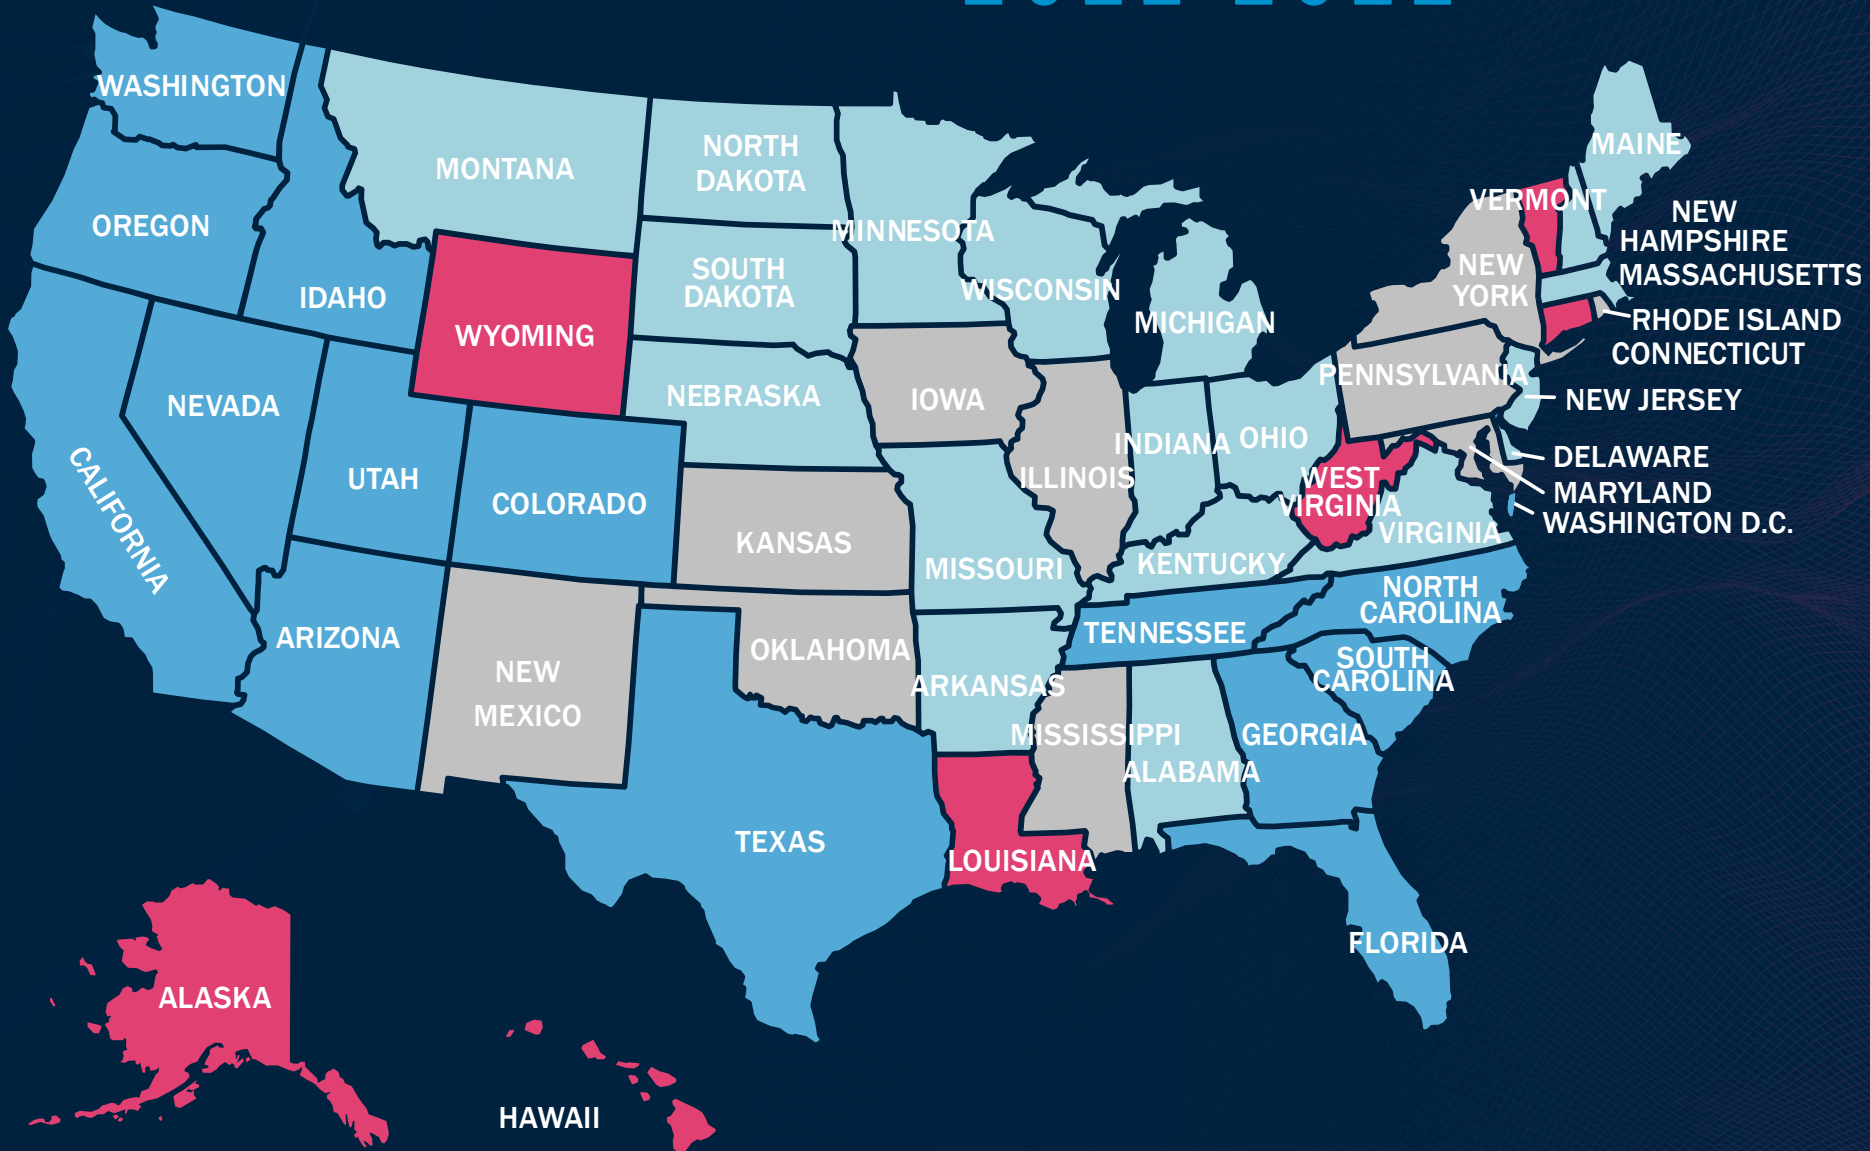 WASHINGTON
MONTANA
NORTH
DAKOTA
MAINE
OREGON
MINNESOTA
VERMONT
NEW
HAMPSHIRE
MASSACHUSETTS
IDAHO
SOUTH
DAKOTA
WISCONSIN
NEW
YORK
WYOMING
MICHIGAN
RHODE ISLAND
CONNECTICUT
NEVADA
NEBRASKA
IOWA
PENNSYLVANIA
NEW JERSEY
CALIFORNIA
UTAH
COLORADO
ILLINOIS
INDIANA
OHIO
WEST
VIRGINIA
DELAWARE
MARYLAND
WASHINGTON D.C.
KANSAS
MISSOURI
KENTUCKY
VIRGINIA
ARIZONA
NEW
MEXICO
OKLAHOMA
ARKANSAS
TENNESSEE
NORTH
CAROLINA
SOUTH
CAROLINA
MISSISSIPPI
ALABAMA
GEORGIA
TEXAS
LOUISIANA
FLORIDA
ALASKA
HAWAII